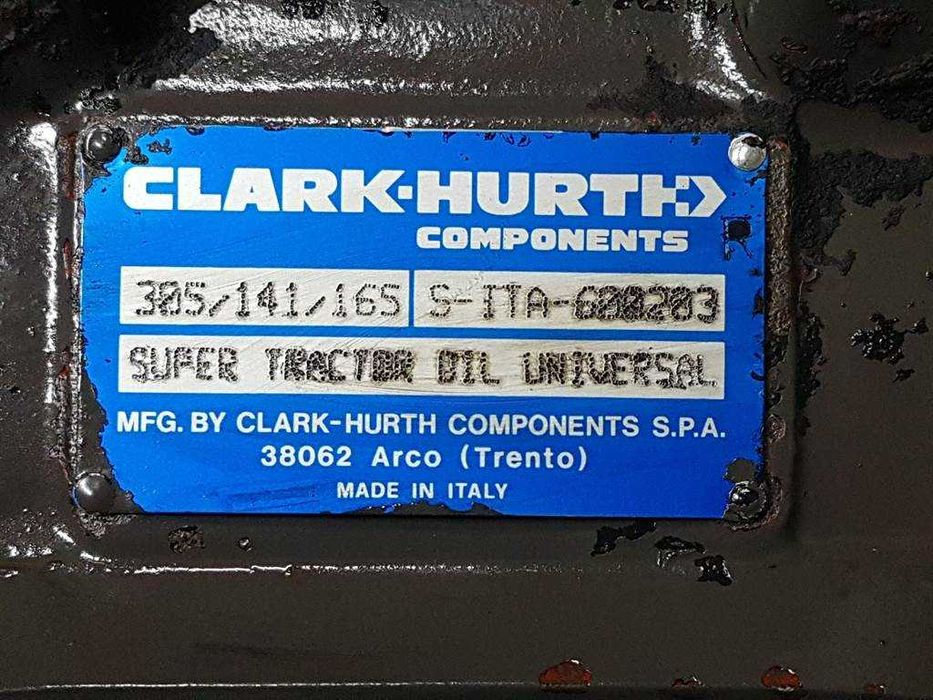 CLARK-HURTH
COMPONENTS
305/141/165 S-ITA-600203
SUPER TRACTOR OIL UNIVERSAL
MFG. BY CLARK-HURTH COMPONENTS S.P.A.
38062 Arco (Trento)
MADE IN ITALY